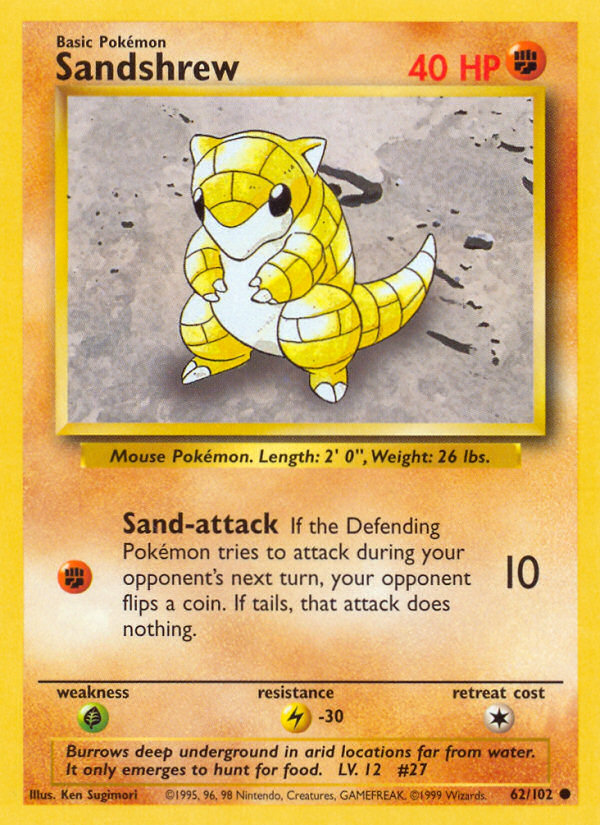 Basic Pokémon
Sandshrew 40 HP
Mouse Pokémon. Length: 2' 0", Weight: 26 lbs.
Sand-attack If the Defending
Pokémon tries to attack during your
opponent's next turn, your opponent
flips a coin. If tails, that attack does
nothing.
10
weakness resistance retreat cost
-30
Burrows deep underground in arid locations far from water.
It only emerges to hunt for food. LV. 12 #27
Illus. Ken Sugimori ©1995, 96, 98 Nintendo, Creatures, GAMEFREAK. ©1999 Wizards. 62/102